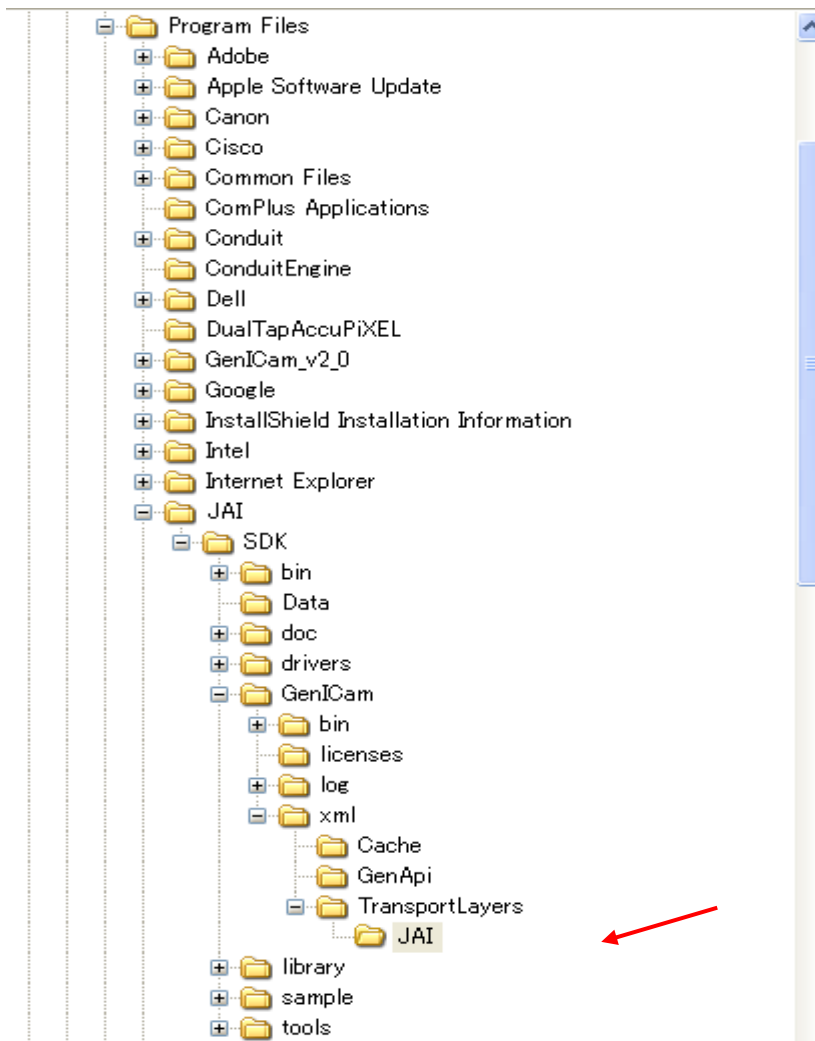 Program Files
Adobe
Apple Software Update
Canon
Cisco
Common Files
ComPlus Applications
Conduit
ConduitEngine
Dell
DualTapAccuPiXEL
GenICam_v2_0
Google
InstallShield Installation Information
Intel
Internet Explorer
JAI
SDK
bin
Data
doc
drivers
GenICam
bin
licenses
log
xml
Cache
GenApi
TransportLayers
JAI
library
sample
tools